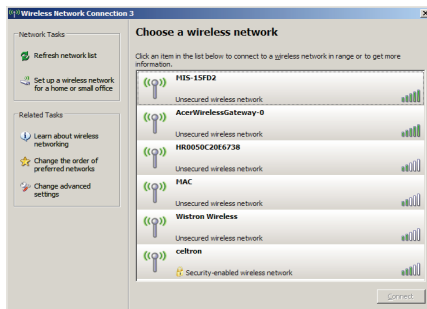 Wireless Network Connection 3
Network Tasks
Refresh network list
Set up a wireless network
for a home or small office
Related Tasks
Learn about wireless
networking
Change the order of
preferred networks
Change advanced
settings
Choose a wireless network
Click an item in the list below to connect to a wireless network in range or to get more
information.
MIS-15FD2
Unsecured wireless network
AcerWirelessGateway-0
Unsecured wireless network
HR0050C20E6738
Unsecured wireless network
MAC
Unsecured wireless network
Wistron Wireless
Unsecured wireless network
celtron
Security-enabled wireless network
Connect